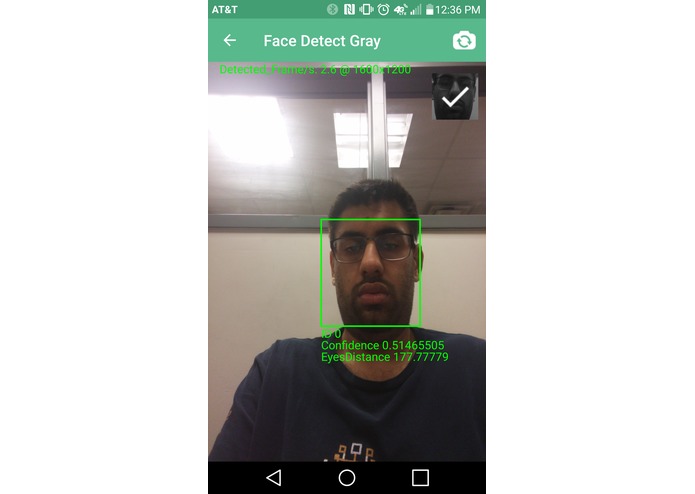 AT&T 12:36 PM
Face Detect Gray
Detected, Frame/s: 2.6 @ 1600x1200
ID 0
Confidence 0.51465505
EyesDistance 177.77779